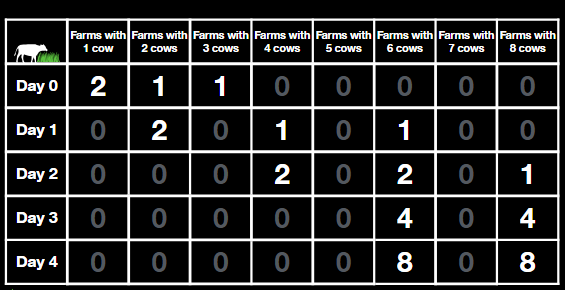 Farms with 1 cow Farms with 2 cows Farms with 3 cows Farms with 4 cows Farms with 5 cows Farms with 6 cows Farms with 7 cows Farms with 8 cows
Day 0 2 1 1 0 0 0 0 0
Day 1 0 2 0 1 0 1 0 0
Day 2 0 0 0 2 0 2 0 1
Day 3 0 0 0 0 0 4 0 4
Day 4 0 0 0 0 0 8 0 8